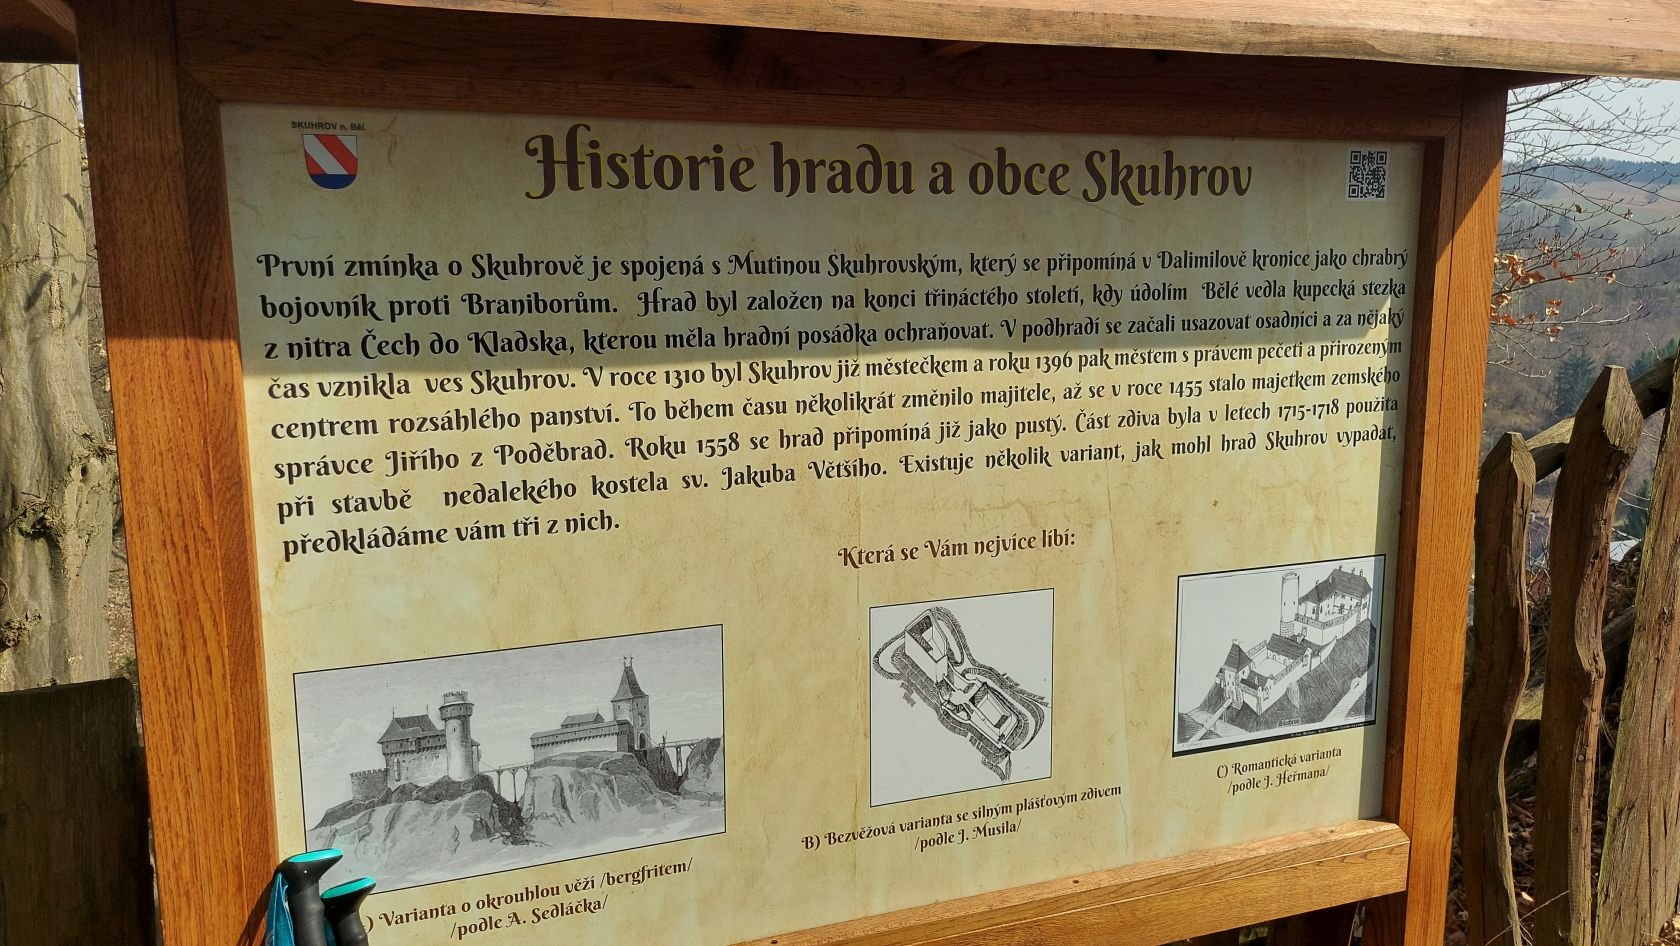 SKUHROV n. Běl.
Historie hradu a obce Skuhrov
První zmínka o Skuhrově je spojená s Mutinou Skuhrovským, který se připomíná v Dalimilově kronice jako chrabrý
bojovník proti Braniborům. Hrad byl založen na konci třináctého století, kdy údolím Bělé vedla kupecká stezka
z nitra Čech do Kladska, kterou měla hradní posádka ochraňovat. V podhradí se začali usazovat osadníci a za nějaký
čas vznikla ves Skuhrov. V roce 1310 byl Skuhrov již městečkem a roku 1396 pak městem s právem pečeti a přirozeným
centrem rozsáhlého panství. To během času několikrát změnilo majitele, až se v roce 1455 stalo majetkem zemského
správce Jiřího z Poděbrad. Roku 1558 se hrad připomíná již jako pustý. Část zdiva byla v letech 1715-1718 použita
při stavbě nedalekého kostela sv. Jakuba Většího. Existuje několik variant, jak mohl hrad Skuhrov vypadat,
předkládáme vám tři z nich.
Která se Vám nejvíce líbí:
) Varianta o okrouhlou věží /bergfritem/
/podle A. Sedláčka/
B) Bezvěžová varianta se silným plášťovým zdivem
/podle J. Musila/
Skuhrov
C) Romantická varianta
/podle J. Heřmana/